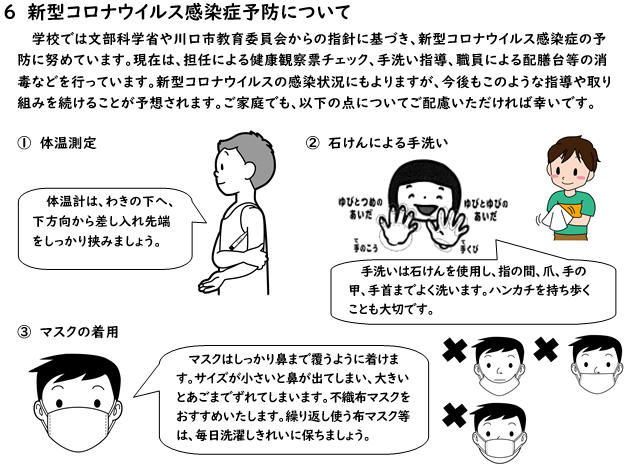 6 新型コロナウイルス感染症予防について
学校では文部科学省や川口市教育委員会からの指針に基づき、新型コロナウイルス感染症の予
防に努めています。現在は、担任による健康観察票チェック、手洗い指導、職員による配膳台等の消
毒などを行っています。新型コロナウイルスの感染状況にもよりますが、今後もこのような指導や取り
組みを続けることが予想されます。ご家庭でも、以下の点についてご配慮いただければ幸いです。
① 体温測定
体温計は、わきの下へ、
下方向から差し入れ先端
をしっかり挟みましょう。
② 石けんによる手洗い
ゆびとつめの
あいだ
ゆびとゆびの
あいだ
手のこう
手くび
手洗いは石けんを使用し、指の間、爪、手の
甲、手首までよく洗います。ハンカチを持ち歩く
ことも大切です。
③ マスクの着用
マスクはしっかり鼻まで覆うように着けま
す。サイズが小さいと鼻が出てしまい、大きい
とあごまでずれてしまいます。不織布マスクを
おすすめいたします。繰り返し使う布マスク等
は、毎日洗濯しきれいに保ちましょう。